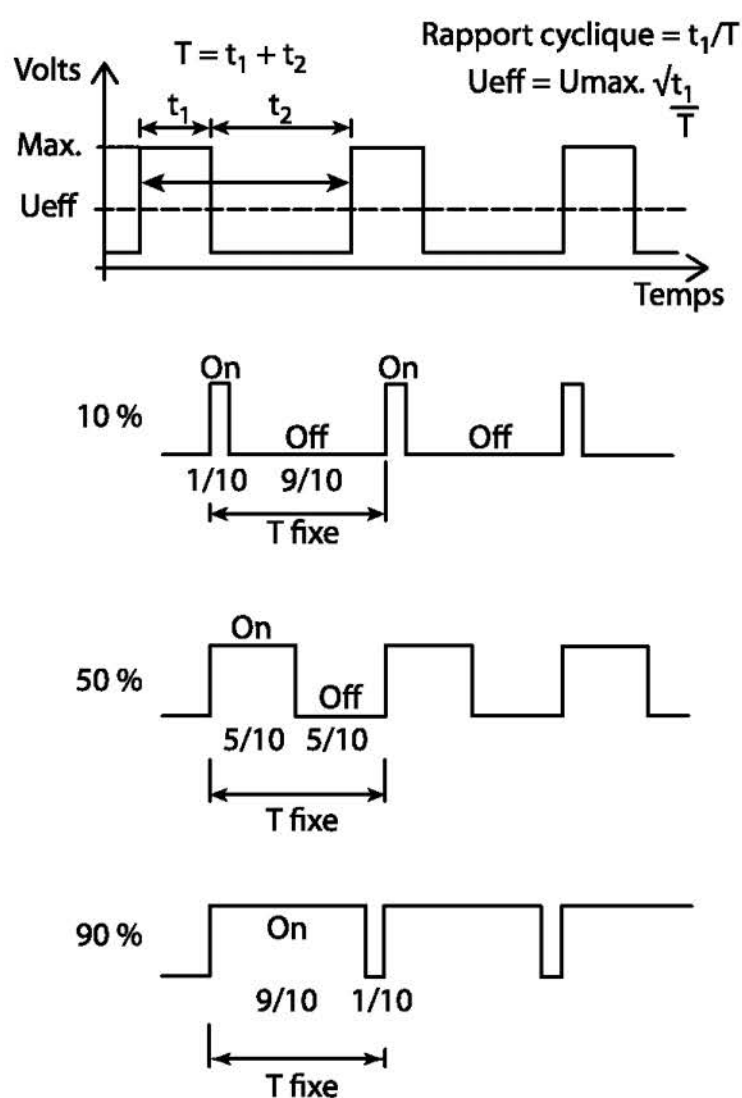 Rapport cyclique = t₁/T
T = t₁ + t₂
Ueff = Umax. √t₁
T
Volts
t₁ t₂
Max.
Ueff
Temps
On On
10 %
Off Off
1/10 9/10
T fixe
On
50 %
Off
5/10 5/10
T fixe
90 %
On
9/10 1/10
T fixe